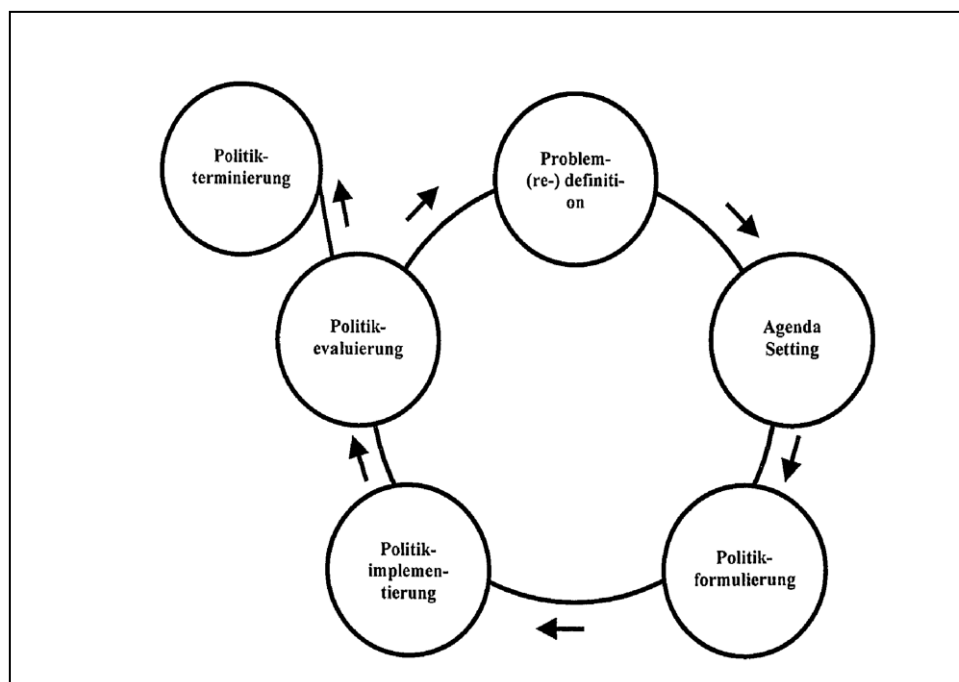 Politik-
terminierung
Problem-
(re-) definiti-
on
Agenda
Setting
Politik-
formulierung
Politik-
implemen-
tierung
Politik-
evaluierung